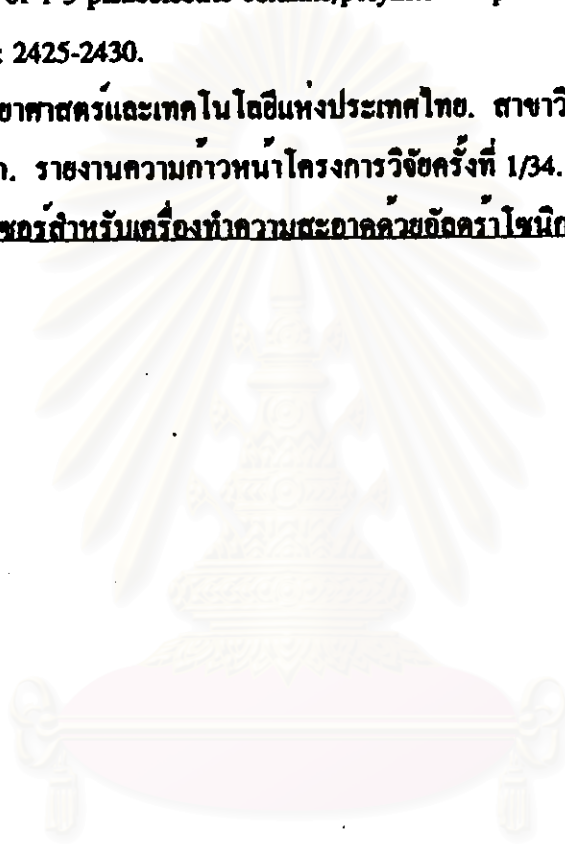 : 2425-2430.
ยาศาสตร์และเทคโนโลยีแห่งประเทศไทย. สาขาวิ
า. รายงานความก้าวหน้าโครงการวิจัยครั้งที่ 1/34.
ซอร์สำหรับเครื่องทำความสะอาดด้วยอัลตร้าโซนิก